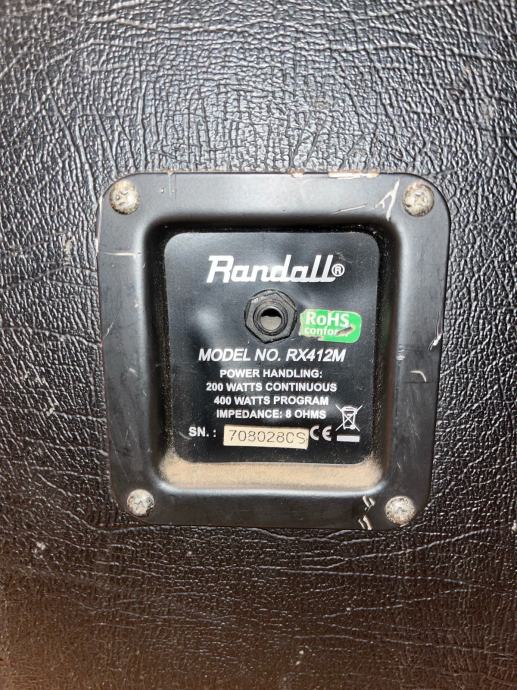 Randall®
RoHS
conform
MODEL NO. RX412M
POWER HANDLING:
200 WATTS CONTINUOUS
400 WATTS PROGRAM
IMPEDANCE: 8 OHMS
SN.: 708028CS CE